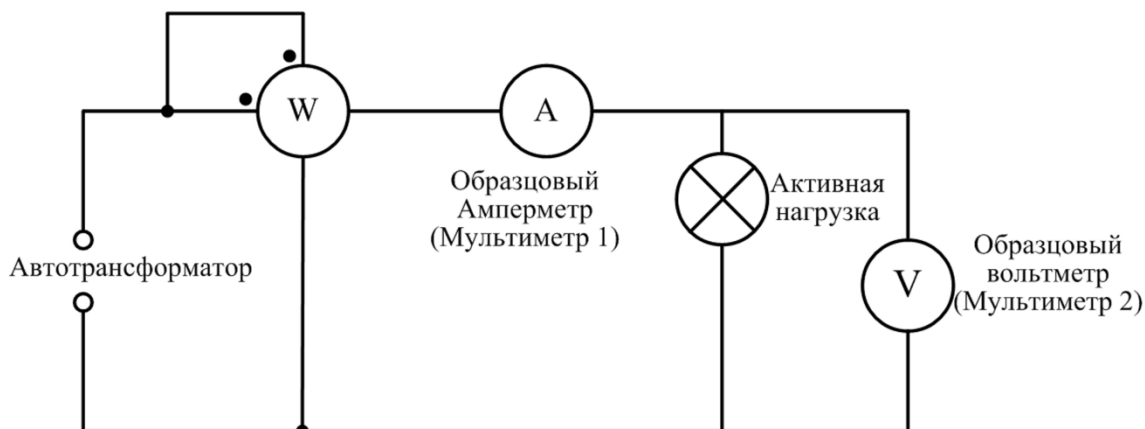 W
A
Образцовый
Амперметр
(Мультиметр 1)
Активная
нагрузка
Автотрансформатор
V
Образцовый
вольтметр
(Мультиметр 2)